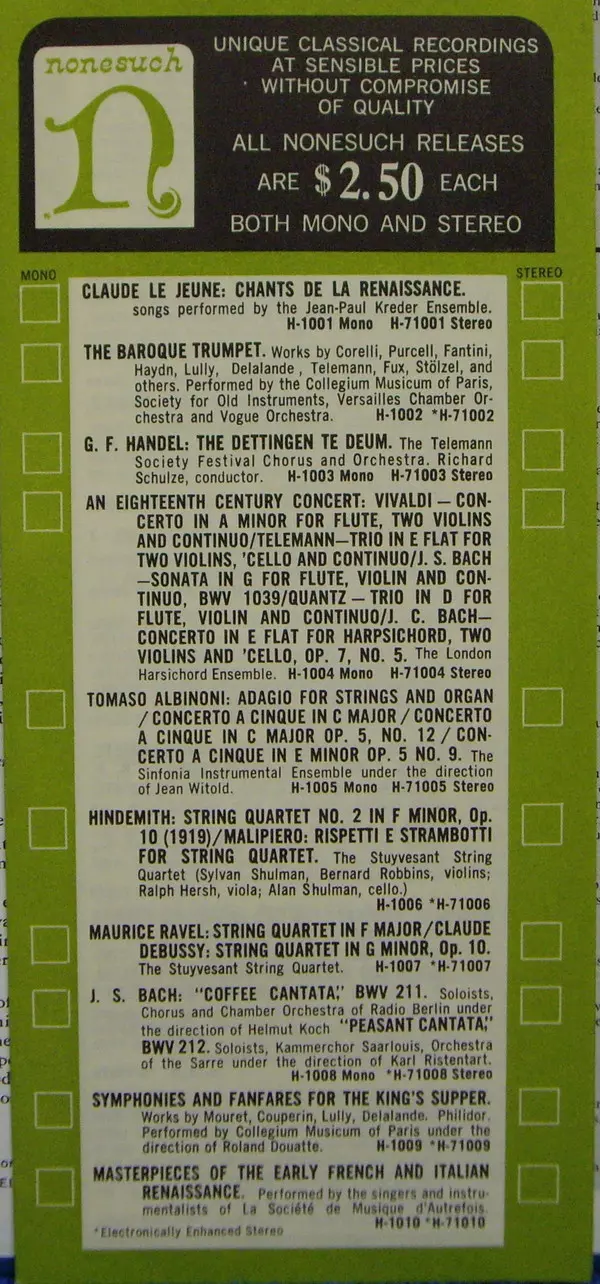 nonesuch
n
UNIQUE CLASSICAL RECORDINGS
AT SENSIBLE PRICES
WITHOUT COMPROMISE
OF QUALITY
ALL NONESUCH RELEASES
ARE $2.50 EACH
BOTH MONO AND STEREO
MONO
STEREO
CLAUDE LE JEUNE: CHANTS DE LA RENAISSANCE.
songs performed by the Jean-Paul Kreder Ensemble.
H-1001 Mono H-71001 Stereo
THE BAROQUE TRUMPET. Works by Corelli, Purcell, Fantini,
Haydn, Lully, Delalande , Telemann, Fux, Stölzel, and
others. Performed by the Collegium Musicum of Paris,
Society for Old Instruments, Versailles Chamber Or-
chestra and Vogue Orchestra. H-1002 *H-71002
G. F. HANDEL: THE DETTINGEN TE DEUM. The Telemann
Society Festival Chorus and Orchestra. Richard
Schulze, conductor. H-1003 Mono H-71003 Stereo
AN EIGHTEENTH CENTURY CONCERT: VIVALDI — CON-
CERTO IN A MINOR FOR FLUTE, TWO VIOLINS
AND CONTINUO/TELEMANN—TRIO IN E FLAT FOR
TWO VIOLINS, 'CELLO AND CONTINUO/J. S. BACH
—SONATA IN G FOR FLUTE, VIOLIN AND CON-
TINUO, BWV 1039/QUANTZ — TRIO IN D FOR
FLUTE, VIOLIN AND CONTINUO/J. C. BACH—
CONCERTO IN E FLAT FOR HARPSICHORD, TWO
VIOLINS AND 'CELLO, OP. 7, NO. 5. The London
Harsichord Ensemble. H-1004 Mono H-71004 Stereo
TOMASO ALBINONI: ADAGIO FOR STRINGS AND ORGAN
/ CONCERTO A CINQUE IN C MAJOR / CONCERTO
A CINQUE IN C MAJOR OP. 5, NO. 12 / CON-
CERTO A CINQUE IN E MINOR OP. 5 NO. 9. The
Sinfonia Instrumental Ensemble under the direction
of Jean Witold. H-1005 Mono H-71005 Stereo
HINDEMITH: STRING QUARTET NO. 2 IN F MINOR, Op.
10 (1919)/MALIPIERO: RISPETTI E STRAMBOTTI
FOR STRING QUARTET. The Stuyvesant String
Quartet (Sylvan Shulman, Bernard Robbins, violins;
Ralph Hersh, viola; Alan Shulman, cello.)
H-1006 *H-71006
MAURICE RAVEL: STRING QUARTET IN F MAJOR/CLAUDE
DEBUSSY: STRING QUARTET IN G MINOR, Op. 10.
The Stuyvesant String Quartet. H-1007 *H-71007
J. S. BACH: "COFFEE CANTATA," BWV 211. Soloists,
Chorus and Chamber Orchestra of Radio Berlin under
the direction of Helmut Koch "PEASANT CANTATA,"
BWV 212. Soloists, Kammerchor Saarlouis, Orchestra
of the Sarre under the direction of Karl Ristentart.
H-1008 Mono *H-71008 Stereo
SYMPHONIES AND FANFARES FOR THE KING'S SUPPER.
Works by Mouret, Couperin, Lully, Delalande. Philidor.
Performed by Collegium Musicum of Paris under the
direction of Roland Douatte. H-1009 *H-71009
MASTERPIECES OF THE EARLY FRENCH AND ITALIAN
RENAISSANCE. Performed by the singers and instru-
mentalists of La Société de Musique d'Autrefois.
H-1010 *H-71010
*Electronically Enhanced Stereo